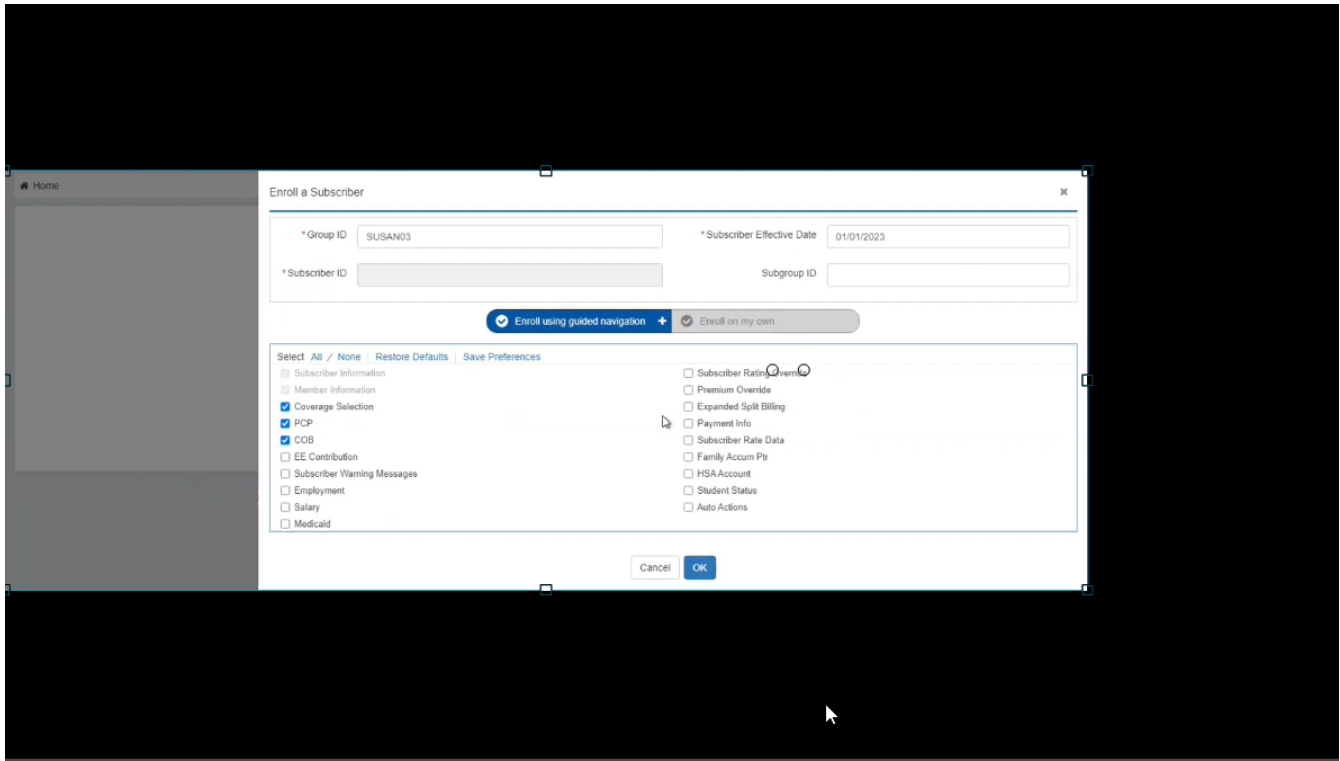 Home
Enroll a Subscriber
*Group ID SUSAN03 *Subscriber Effective Date 01/01/2023
*Subscriber ID Subgroup ID
Enroll using guided navigation Enroll on my own
Select All / None Restore Defaults Save Preferences
Subscriber Information Subscriber Rating Override
Member Information Premium Override
Coverage Selection Expanded Split Billing
PCP Payment Info
COB Subscriber Rate Data
EE Contribution Family Accum Ptr
Subscriber Warning Messages HSA Account
Employment Student Status
Salary Auto Actions
Medicaid
Cancel OK